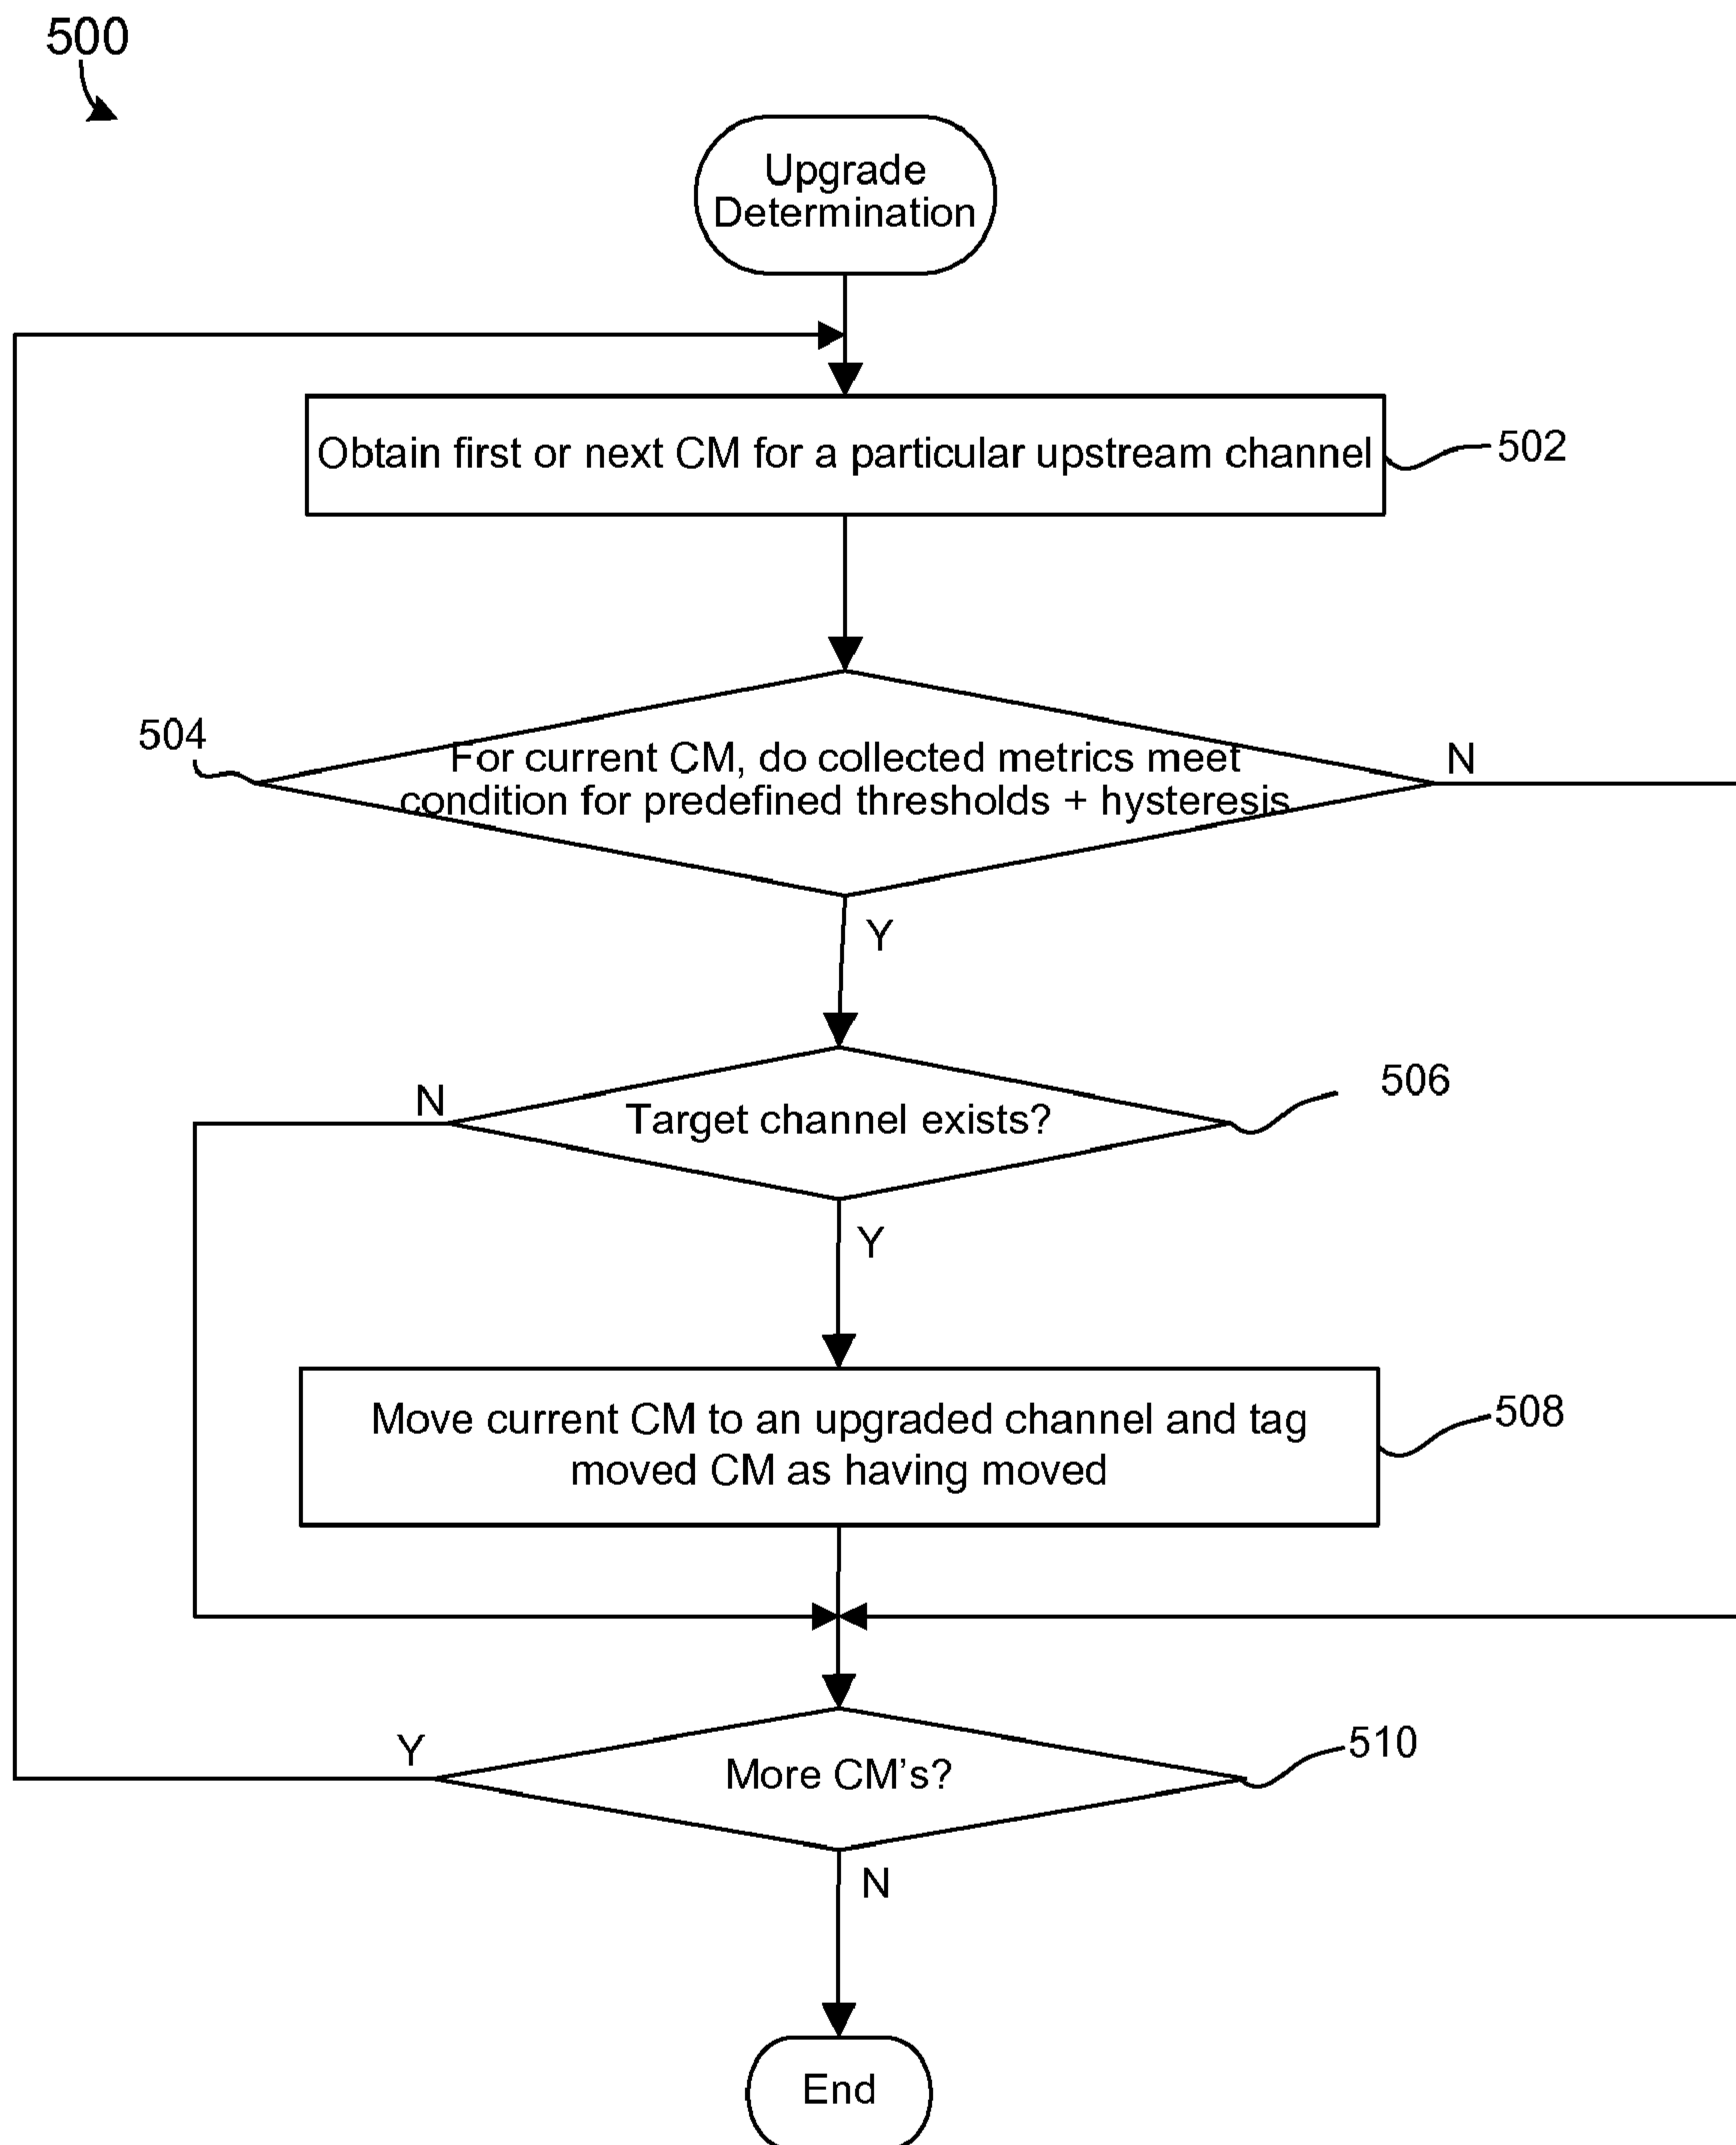 500
Upgrade
Determination
Obtain first or next CM for a particular upstream channel
502
504
For current CM, do collected metrics meet
condition for predefined thresholds + hysteresis
N
Y
N
Target channel exists?
506
Y
Move current CM to an upgraded channel and tag
moved CM as having moved
508
Y
More CM's?
510
N
End